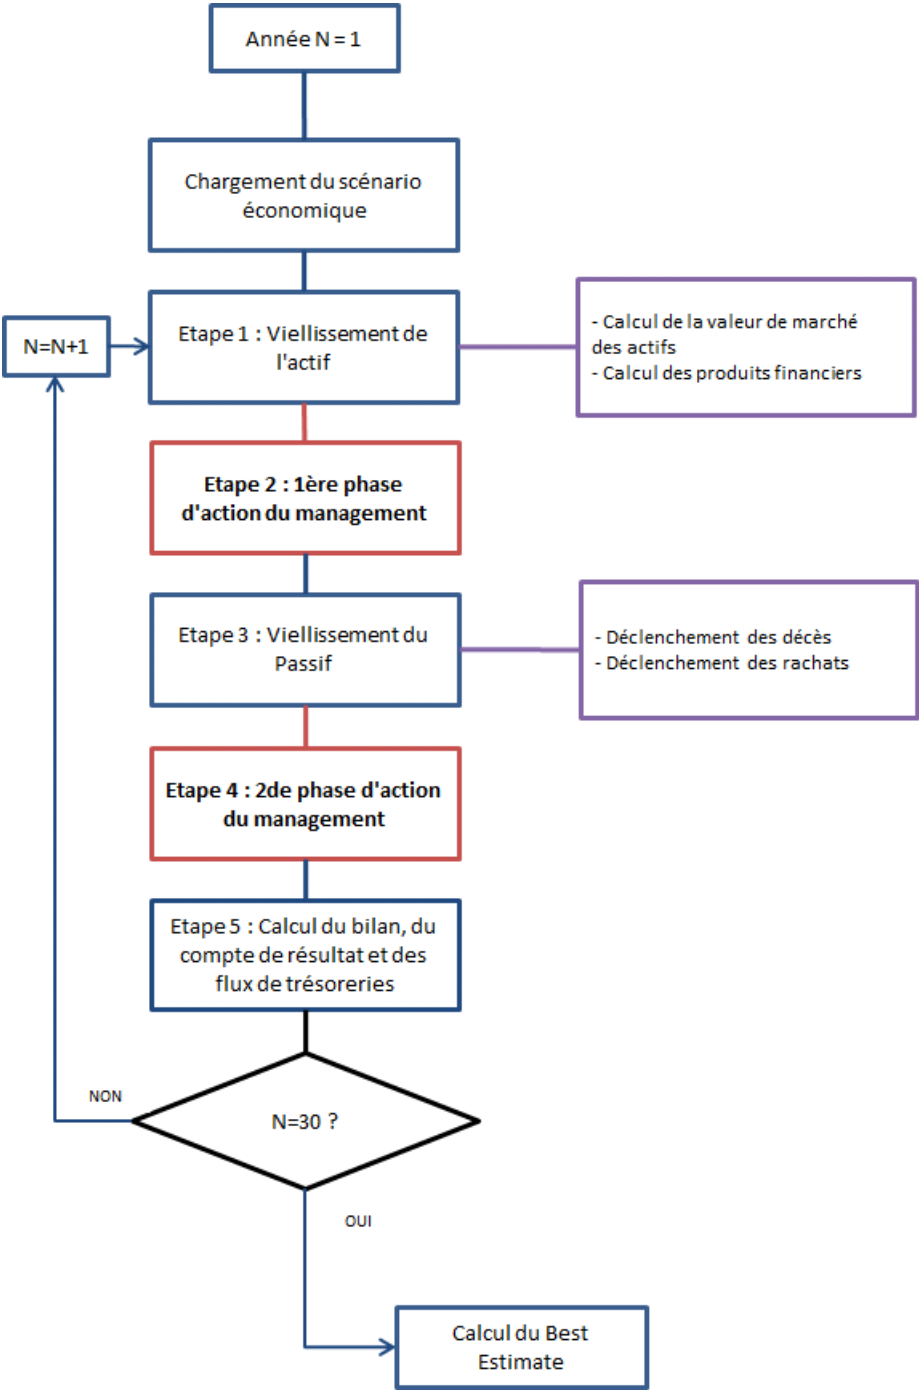 Année N = 1
Chargement du scénario
économique
Etape 1 : Viellissement de
l'actif
- Calcul de la valeur de marché
des actifs
- Calcul des produits financiers
N=N+1
Etape 2 : 1ère phase
d'action du management
Etape 3 : Viellissement du
Passif
- Déclenchement des décès
- Déclenchement des rachats
Etape 4 : 2de phase d'action
du management
Etape 5 : Calcul du bilan, du
compte de résultat et des
flux de trésoreries
NON
N=30 ?
OUI
Calcul du Best
Estimate